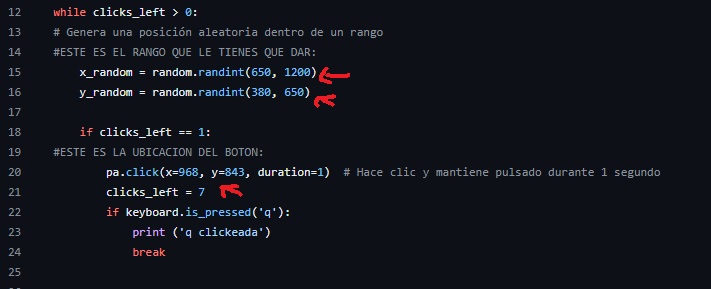 12 while clicks_left > 0:
13 # Genera una posición aleatoria dentro de un rango
14 #ESTE ES EL RANGO QUE LE TIENES QUE DAR:
15 x_random = random.randint(650, 1200)
16 y_random = random.randint(380, 650)
17
18 if clicks_left == 1:
19 #ESTE ES LA UBICACION DEL BOTON:
20 pa.click(x=968, y=843, duration=1) # Hace clic y mantiene pulsado durante 1 segundo
21 clicks_left = 7
22 if keyboard.is_pressed('q'):
23 print ('q clickeada')
24 break
25